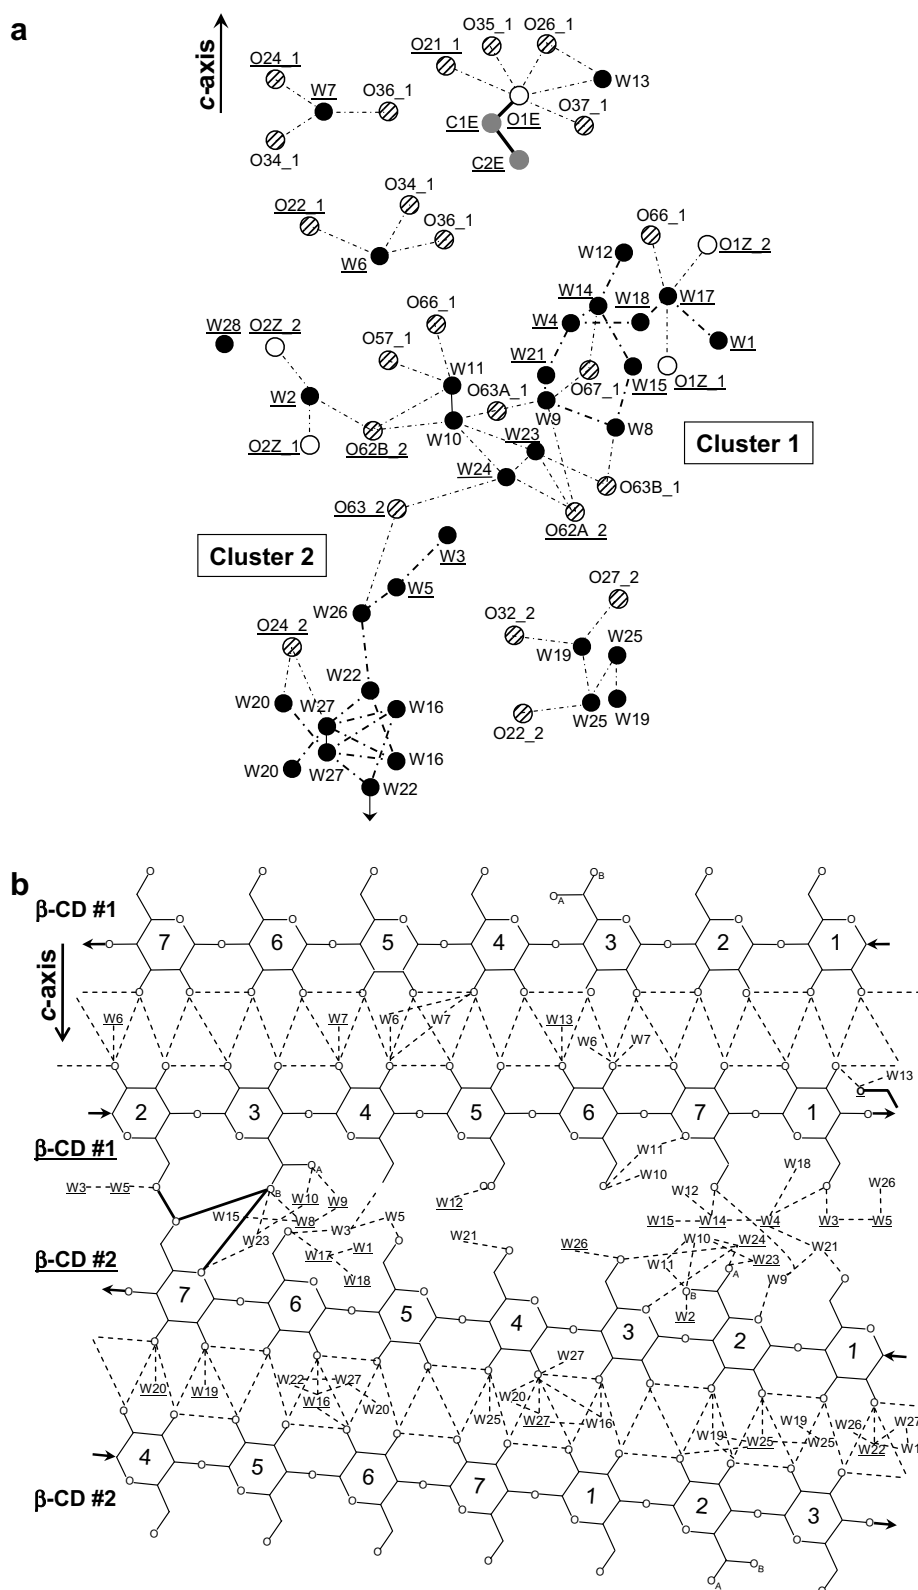 a
c-axis
O35_1
O26_1
O21_1
O24_1
W13
W7
O36_1
C1E
O1E
O37_1
O34_1
C2E
O34_1
O22_1
O36_1
O66_1
W6
W12
O1Z_2
W14
W18
W17
O66_1
W28
O2Z_2
W4
W1
O57_1
W11
W21
O63A_1
O67_1
W15
O1Z_1
W2
W9
W8
O2Z_1
O62B_2
W10
W23
Cluster 1
W24
O63B_1
O63_2
O62A_2
Cluster 2
W3
W5
O27_2
W26
O32_2
O24_2
W25
W19
W22
W20
W27
W16
W25
W19
O22_2
W16
W20
W27
W22
b
β-CD #1
c-axis
O O O O O O O O
A B
7 6 5 4 3 2 1
W6 W7 W6 W7 W13
W6 W7
W13
2 3 4 5 6 7 1
β-CD #1
W11
W18
W10
W26
W3 W5
A
B
W10 W9
W12
W12
W15 W14 W4
W3 W5
W15
W8
W3
W5
W23
W17
W1
W18
W21
W26
W10
W24
W21
W11
W23
A
W9
B
W2
β-CD #2
7 6 5 4 3 2 1
W20 W19
W22 W27
W16
W20
W27
W20
W25
W27
W16
W19
W25
W19
W25
W26
W22
W27
W1
4 5 6 7 1 2 3
β-CD #2
A
B